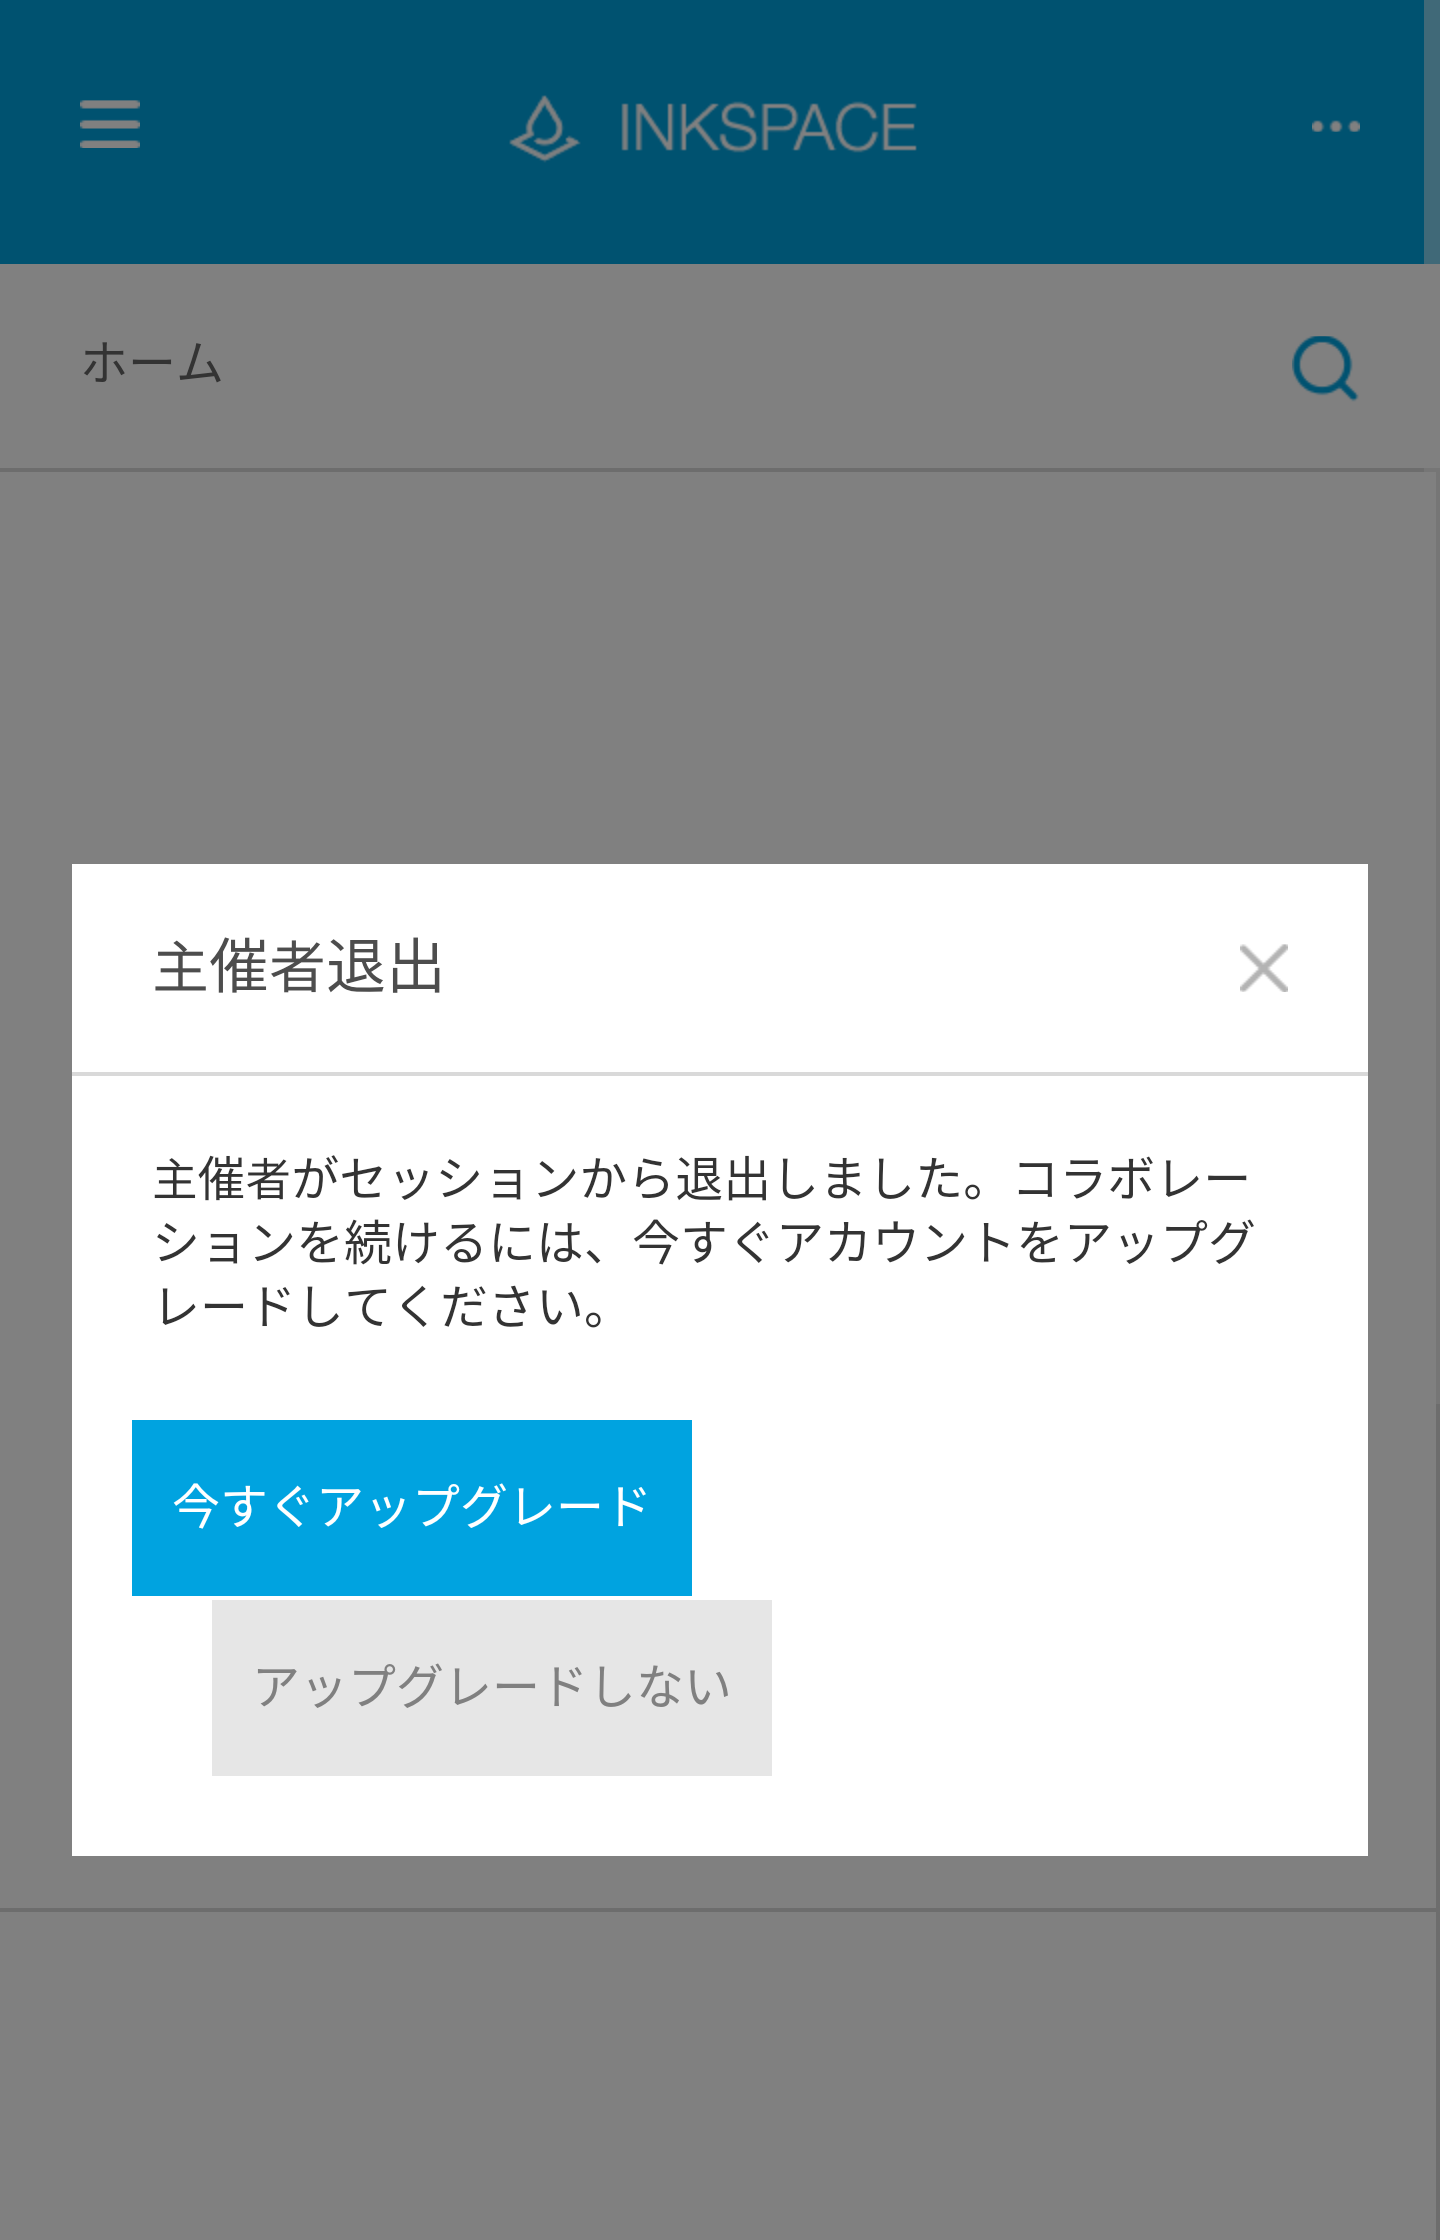 INKSPACE
ホーム
主催者退出
主催者がセッションから退出しました。コラボレー
ションを続けるには、今すぐアカウントをアップグ
レードしてください。
今すぐアップグレード
アップグレードしない